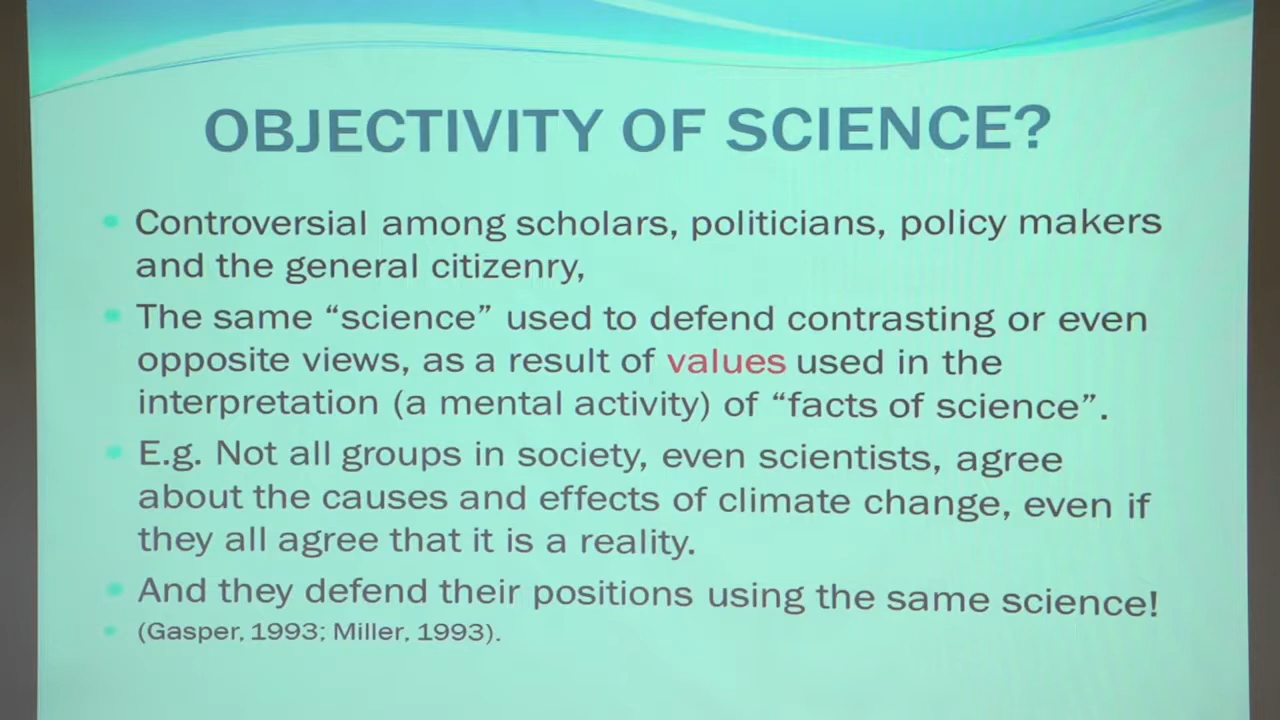 OBJECTIVITY OF SCIENCE?
• Controversial among scholars, politicians, policy makers
and the general citizenry,
• The same “science” used to defend contrasting or even
opposite views, as a result of values used in the
interpretation (a mental activity) of “facts of science”.
• E.g. Not all groups in society, even scientists, agree
about the causes and effects of climate change, even if
they all agree that it is a reality.
• And they defend their positions using the same science!
• (Gasper, 1993; Miller, 1993).